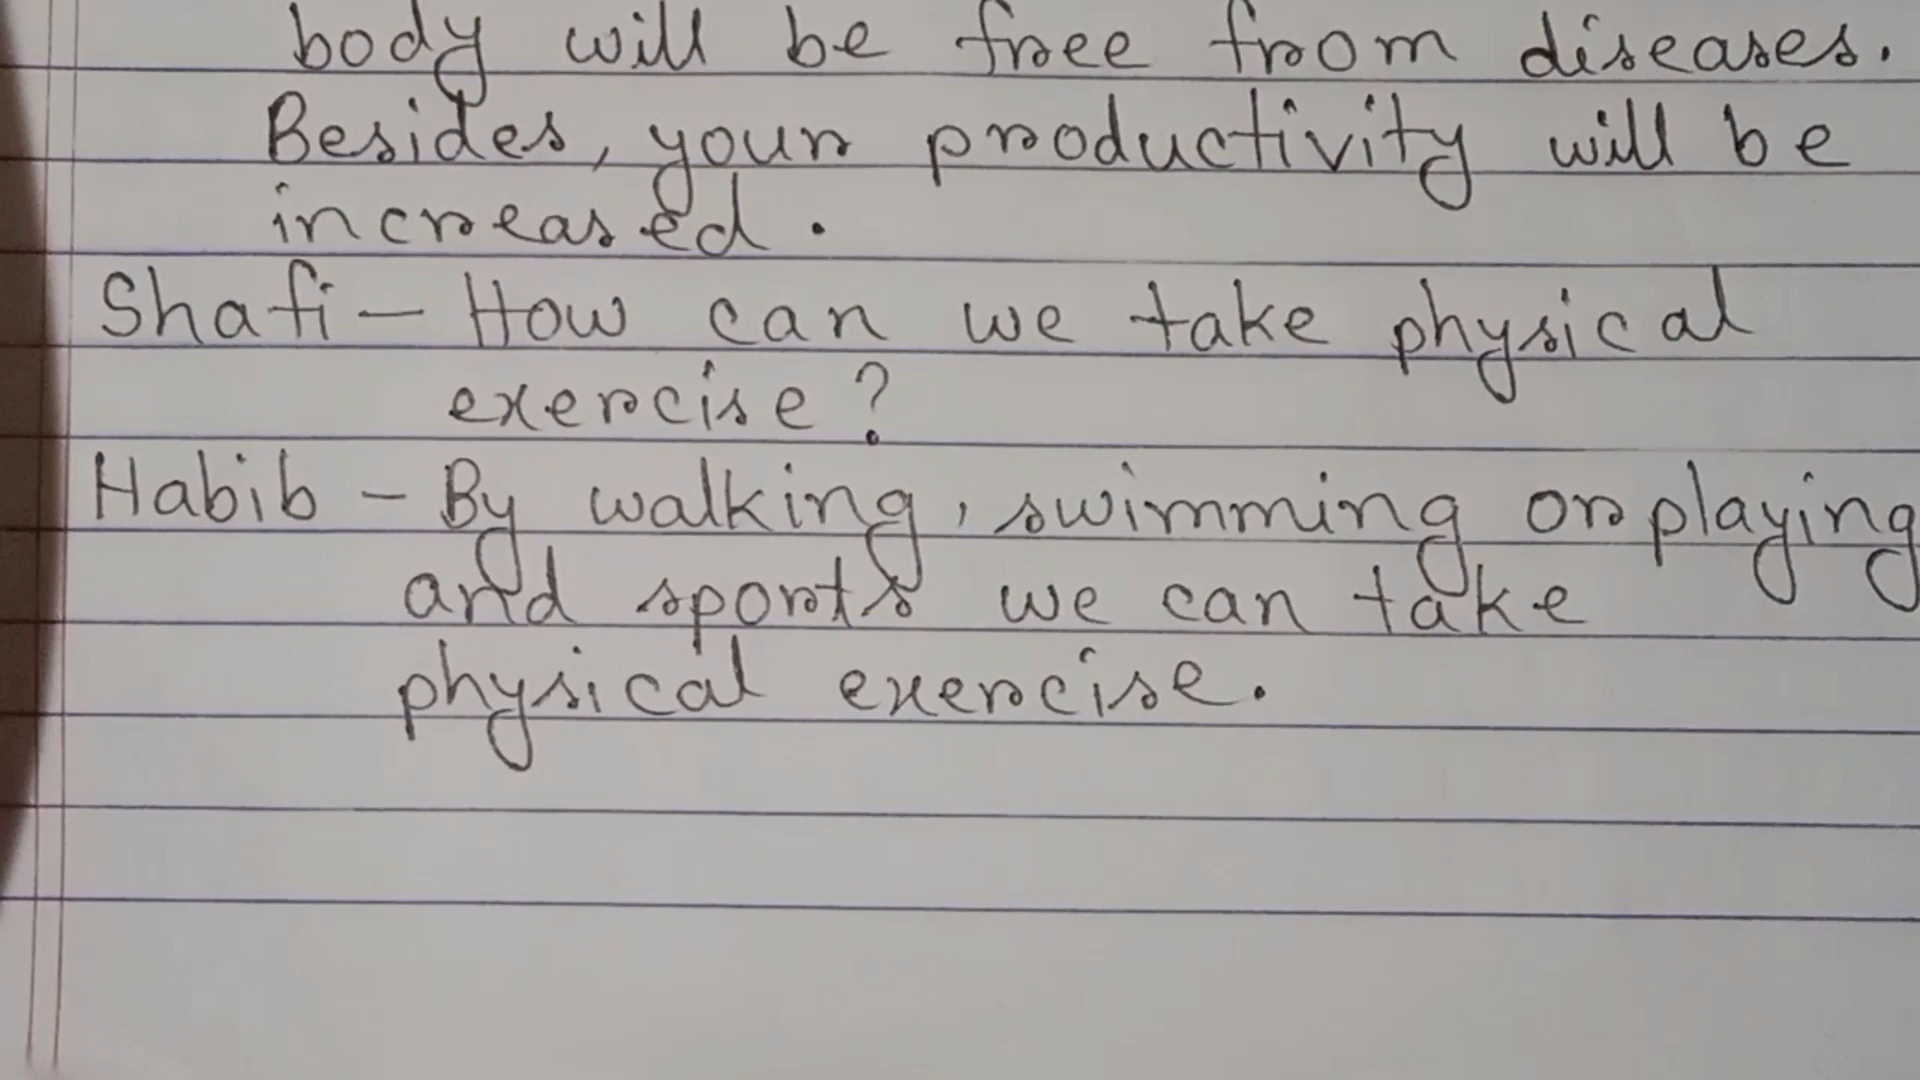 body will be free from diseases.
Besides, your productivity will be
increased.
Shafi - How can we take physical
exercise?
Habib - By walking, swimming or playing
and sports we can take
physical exercise.